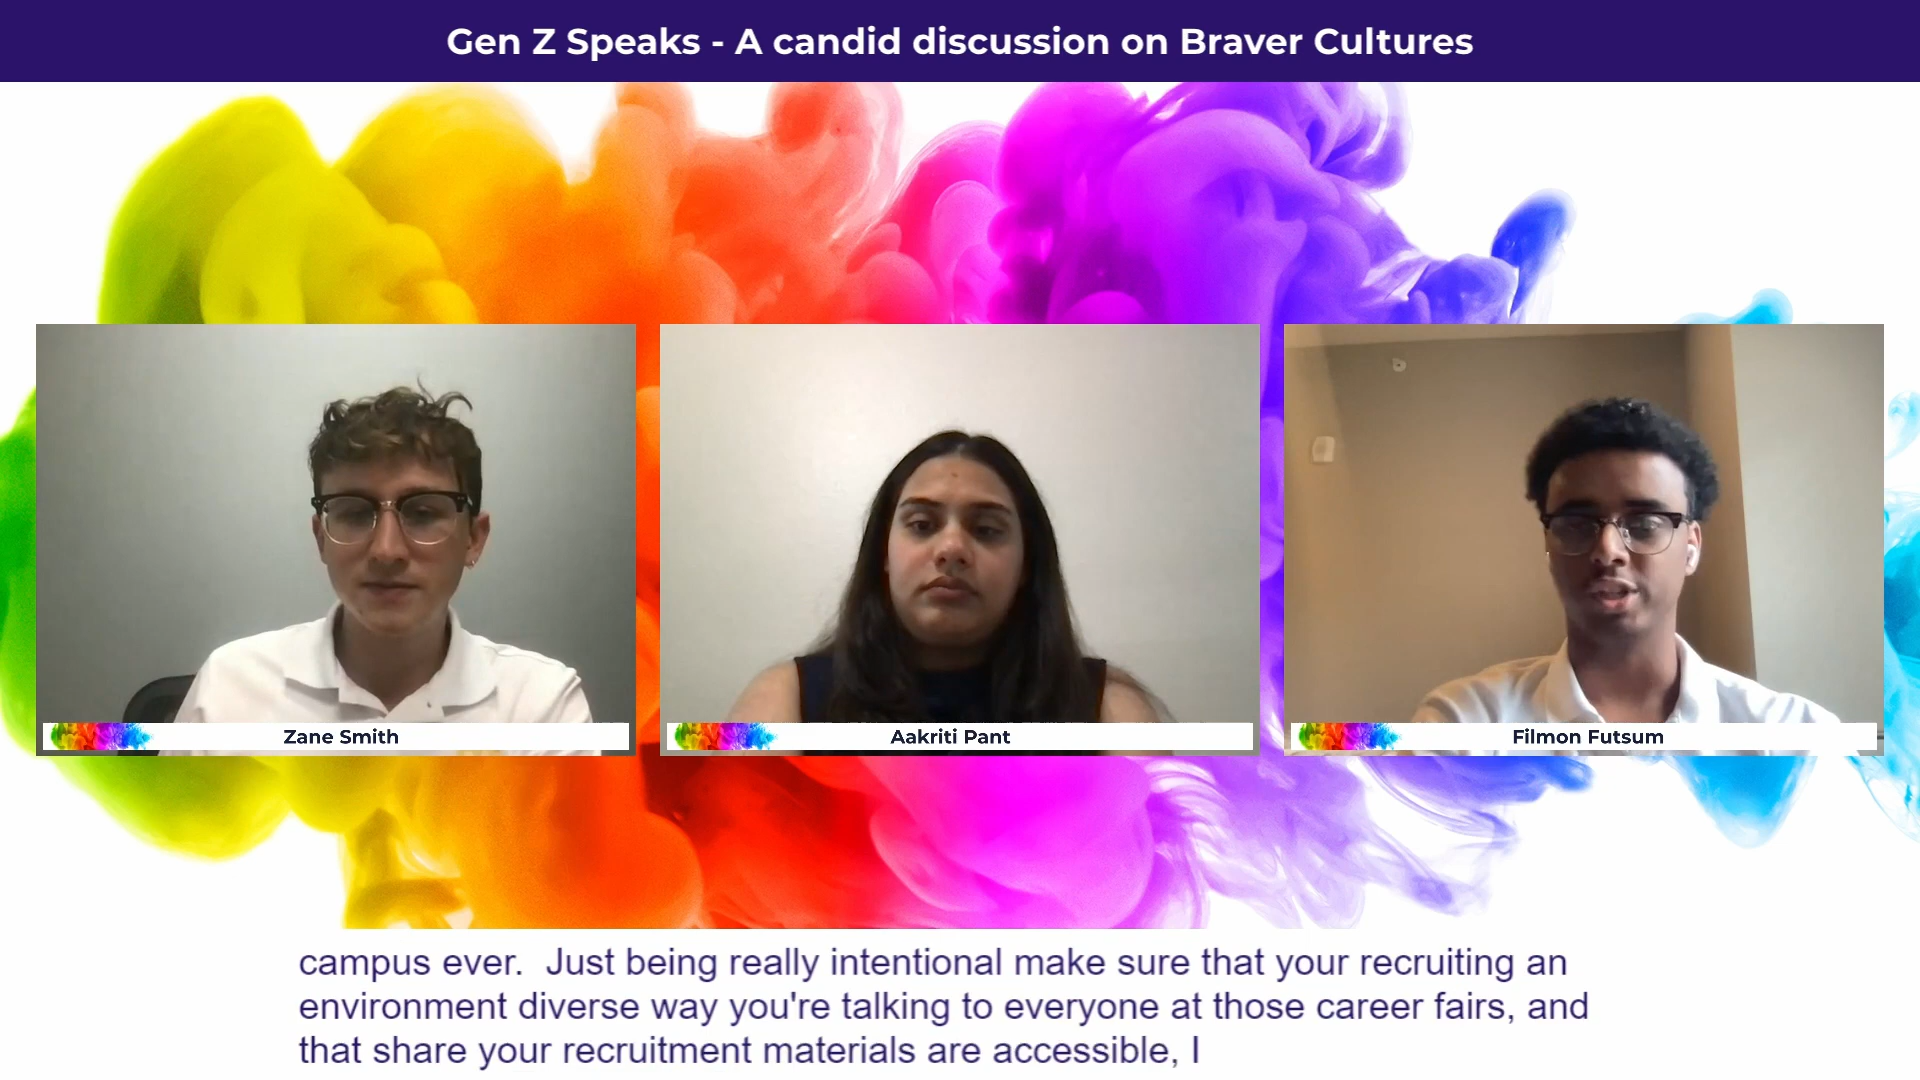 Gen Z Speaks - A candid discussion on Braver Cultures
Zane Smith
Aakriti Pant
Filmon Futsum
campus ever.  Just being really intentional make sure that your recruiting an
environment diverse way you're talking to everyone at those career fairs, and
that share your recruitment materials are accessible, I